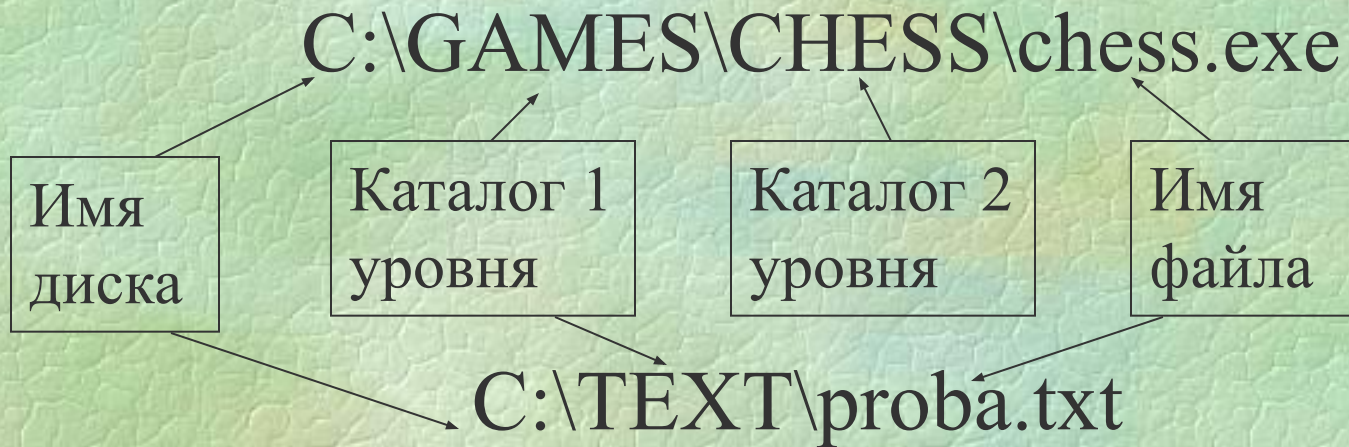 C:\GAMES\CHESS\chess.exe
Имя
диска
Каталог 1
уровня
Каталог 2
уровня
Имя
файла
C:\TEXT\proba.txt